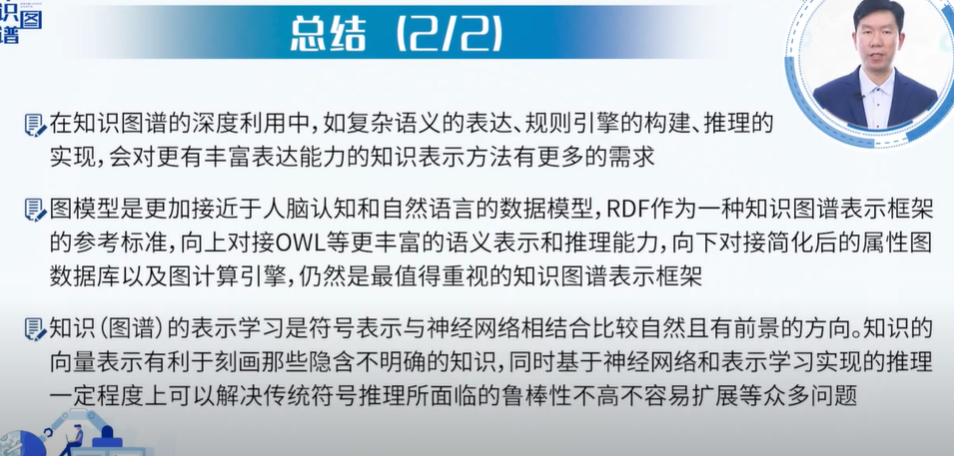 识图
谱
总结（2/2）
在知识图谱的深度利用中，如复杂语义的表达、规则引擎的构建、推理的
实现，会对更有丰富表达能力的知识表示方法有更多的需求
图模型是更加接近于人脑认知和自然语言的数据模型，RDF作为一种知识图谱表示框架
的参考标准，向上对接OWL等更丰富的语义表示和推理能力，向下对接简化后的属性图
数据库以及图计算引擎，仍然是最值得重视的知识图谱表示框架
知识（图谱）的表示学习是符号表示与神经网络相结合比较自然且有前景的方向。知识的
向量表示有利于刻画那些隐含不明确的知识，同时基于神经网络和表示学习实现的推理
一定程度上可以解决传统符号推理所面临的鲁棒性不高不容易扩展等众多问题